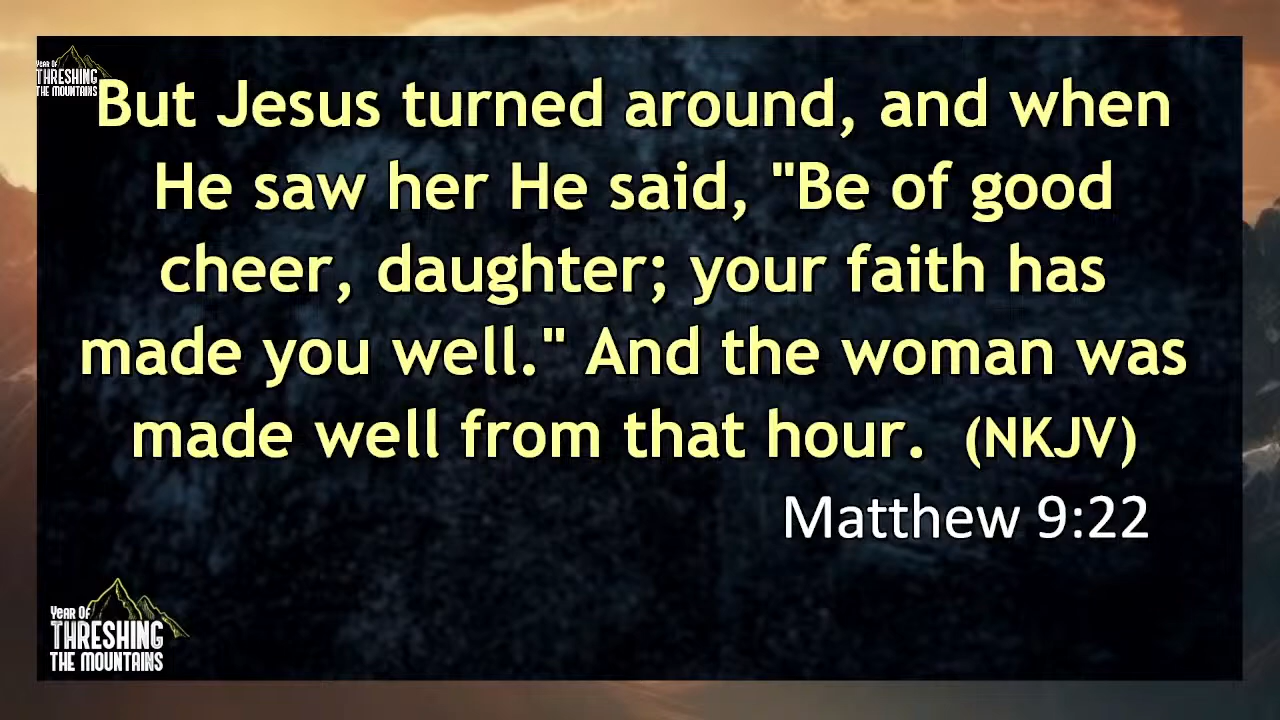 Year Of
THRESHING
THE MOUNTAINS
But Jesus turned around, and when
He saw her He said, "Be of good
cheer, daughter; your faith has
made you well." And the woman was
made well from that hour.  (NKJV)
Matthew 9:22
Year Of
THRESHING
THE MOUNTAINS